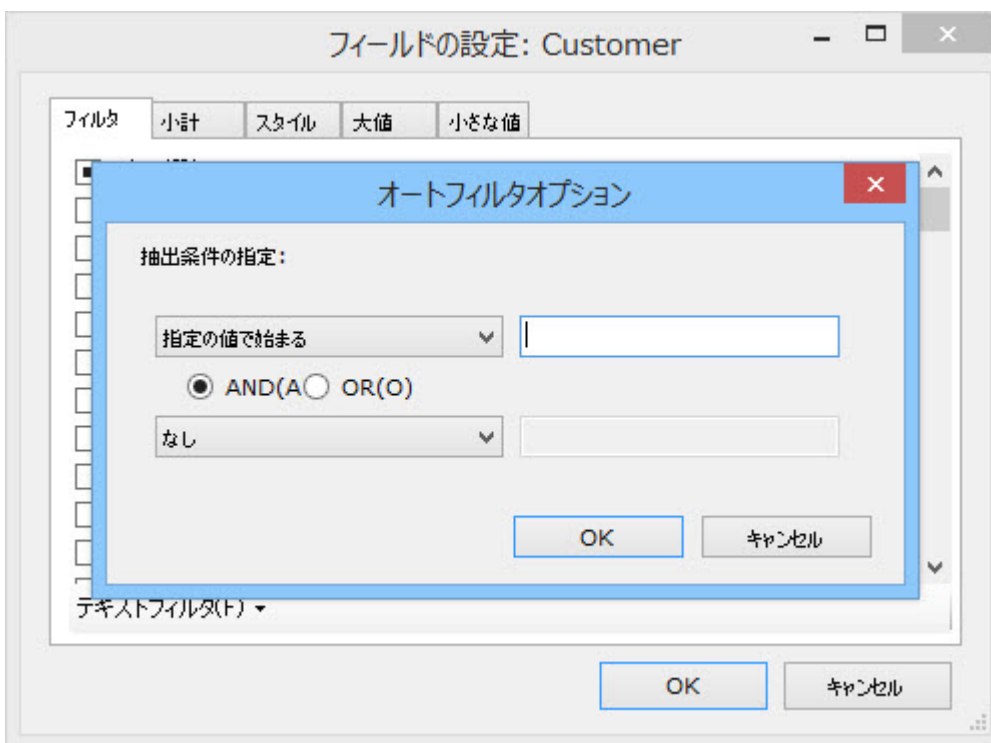 フィールドの設定: Customer
フィルタ 小計 スタイル 大値 小さな値
オートフィルタオプション
抽出条件の指定:
指定の値で始まる
AND(A OR(O)
なし
OK キャンセル
テキストフィルタ(F)
OK キャンセル